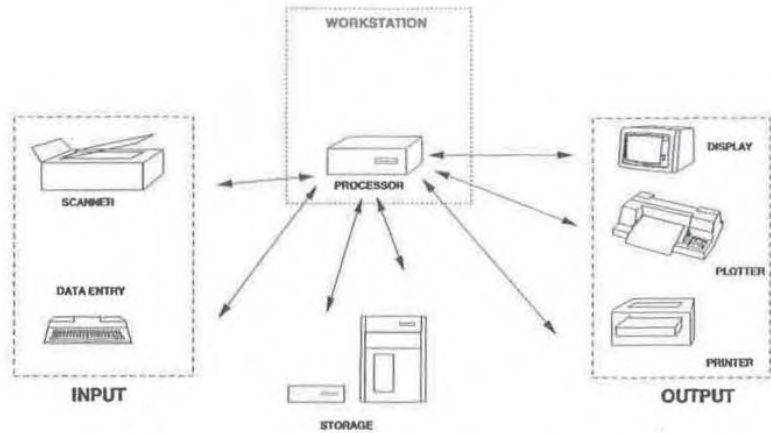 WORKSTATION
PROCESSOR
SCANNER
DATA ENTRY
INPUT
STORAGE
DISPLAY
PLOTTER
PRINTER
OUTPUT